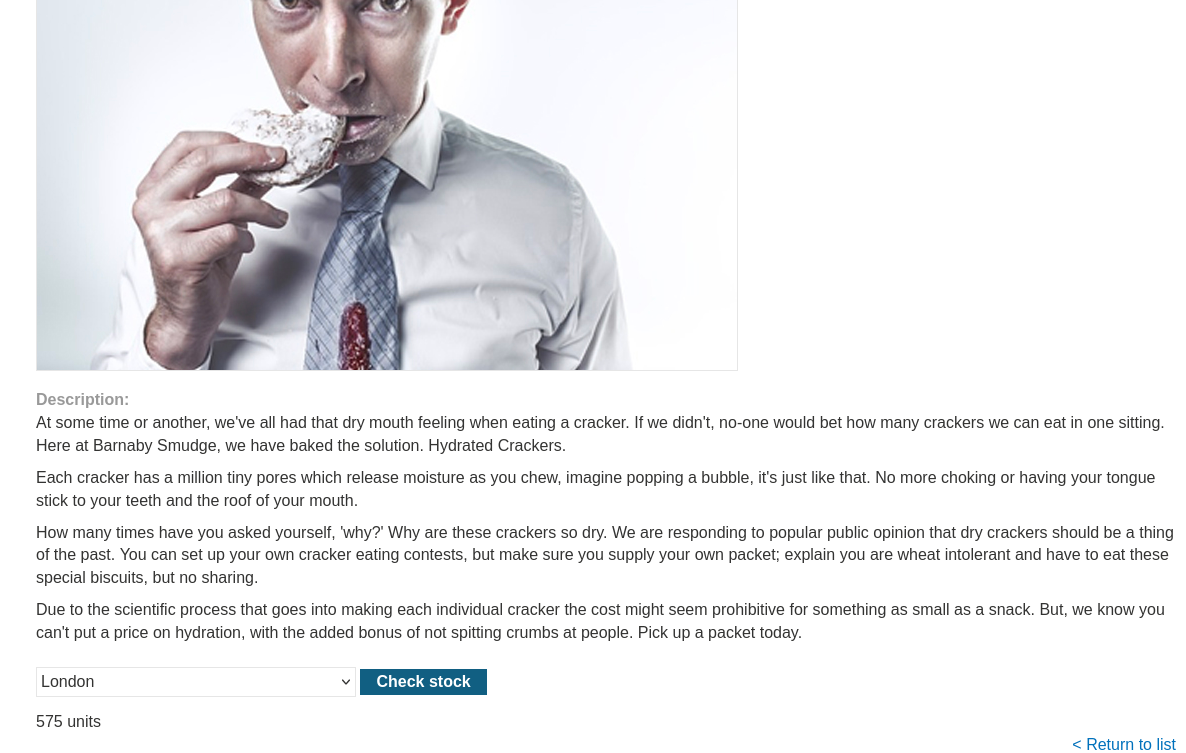 Description:
At some time or another, we've all had that dry mouth feeling when eating a cracker. If we didn't, no-one would bet how many crackers we can eat in one sitting.
Here at Barnaby Smudge, we have baked the solution. Hydrated Crackers.
Each cracker has a million tiny pores which release moisture as you chew, imagine popping a bubble, it's just like that. No more choking or having your tongue
stick to your teeth and the roof of your mouth.
How many times have you asked yourself, 'why?' Why are these crackers so dry. We are responding to popular public opinion that dry crackers should be a thing
of the past. You can set up your own cracker eating contests, but make sure you supply your own packet; explain you are wheat intolerant and have to eat these
special biscuits, but no sharing.
Due to the scientific process that goes into making each individual cracker the cost might seem prohibitive for something as small as a snack. But, we know you
can't put a price on hydration, with the added bonus of not spitting crumbs at people. Pick up a packet today.
London
Check stock
575 units
< Return to list